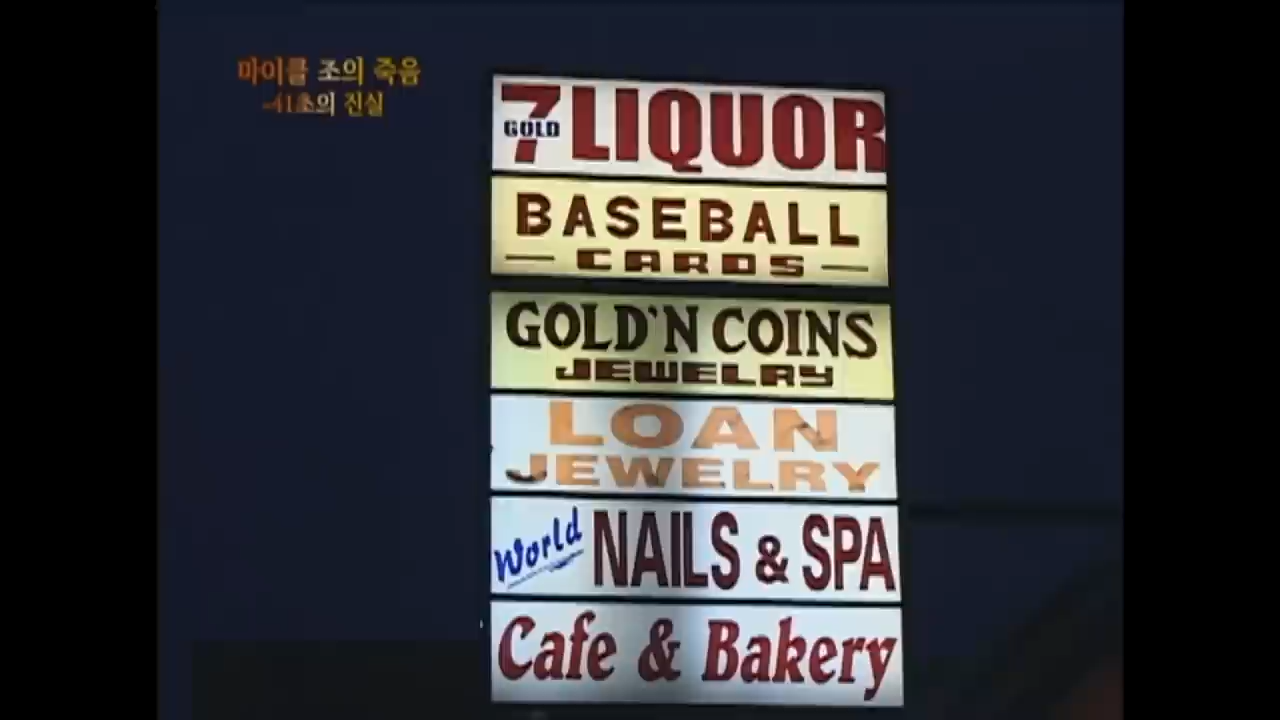 마이클 조의 죽음
-41초의 진실
7 GOLD LIQUOR
BASEBALL
CARDS
GOLD'N COINS
JEWELRY
LOAN
JEWELRY
World NAILS & SPA
Cafe & Bakery